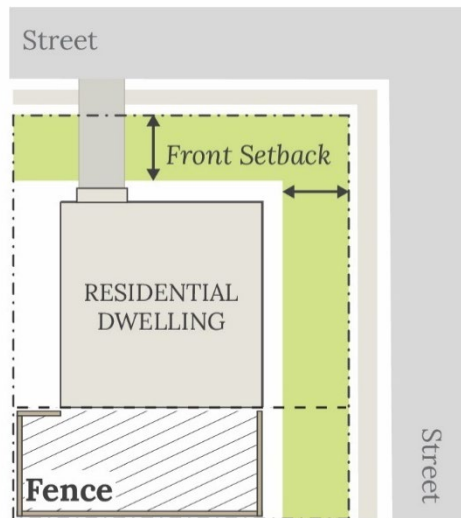 Street
Front Setback
RESIDENTIAL
DWELLING
Fence
Street